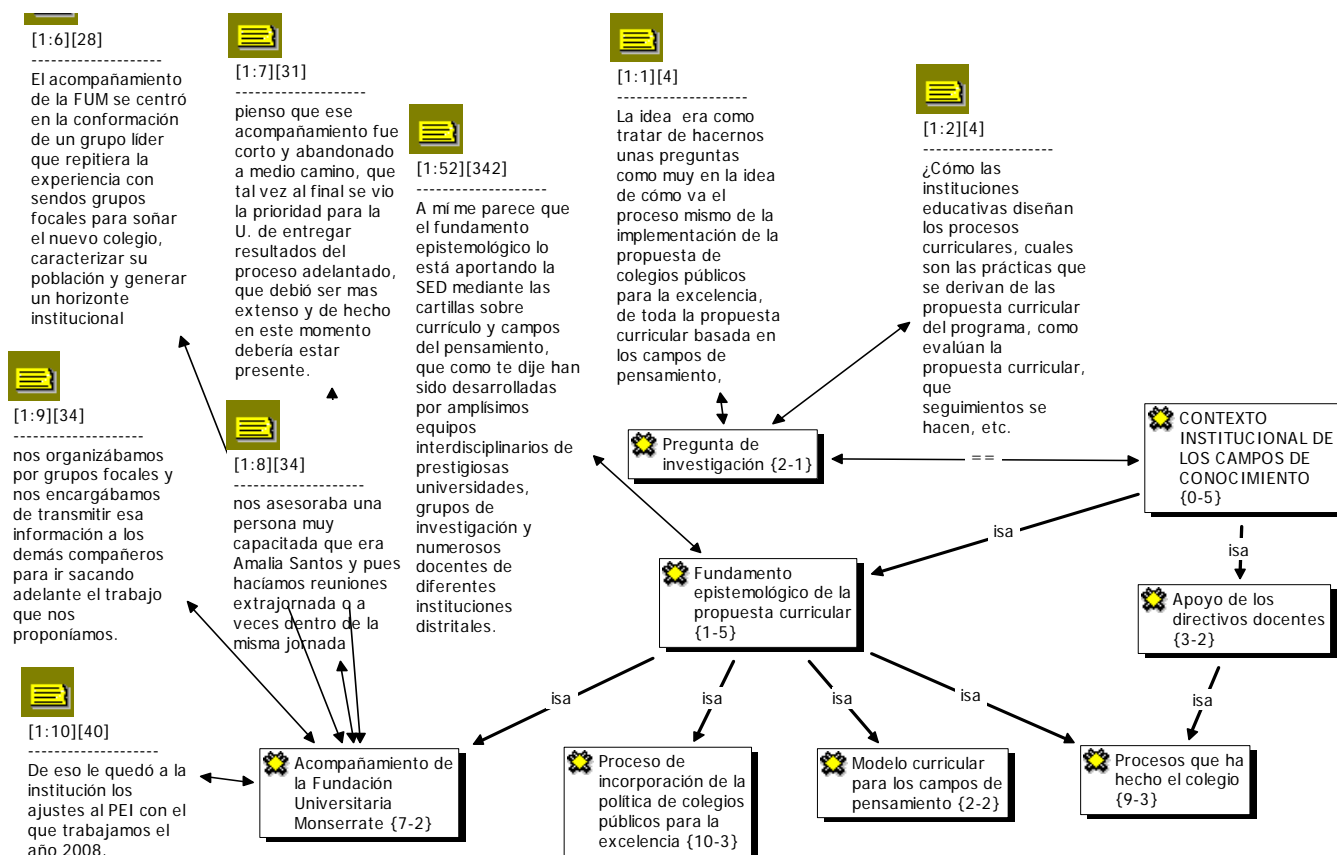 [1:6][28]
--------------------
El acompañamiento
de la FUM se centró
en la conformación
de un grupo líder
que repitiera la
experiencia con
sendos grupos
focales para soñar
el nuevo colegio,
caracterizar su
población y generar
un horizonte
institucional
[1:7][31]
--------------------
pienso que ese
acompañamiento fue
corto y abandonado
a medio camino, que
tal vez al final se vio
la prioridad para la
U. de entregar
resultados del
proceso adelantado,
que debió ser mas
extenso y de hecho
en este momento
debería estar
presente.
[1:52][342]
--------------------
A mí me parece que
el fundamento
epistemológico lo
está aportando la
SED mediante las
cartillas sobre
currículo y campos
del pensamiento,
que como te dije han
sido desarrolladas
por amplísimos
equipos
interdisciplinarios de
prestigiosas
universidades,
grupos de
investigación y
numerosos
docentes de
diferentes
instituciones
distritales.
[1:1][4]
--------------------
La idea era como
tratar de hacernos
unas preguntas
como muy en la idea
de cómo va el
proceso mismo de la
implementación de la
propuesta de
colegios públicos
para la excelencia,
de toda la propuesta
curricular basada en
los campos de
pensamiento,
[1:2][4]
--------------------
¿Cómo las
instituciones
educativas diseñan
los procesos
curriculares, cuales
son las prácticas que
se derivan de las
propuesta curricular
del programa, como
evalúan la
propuesta curricular,
que
seguimientos se
hacen, etc.
[1:9][34]
--------------------
nos organizábamos
por grupos focales y
nos encargábamos
de transmitir esa
información a los
demás compañeros
para ir sacando
adelante el trabajo
que nos
proponíamos.
[1:8][34]
--------------------
nos asesoraba una
persona muy
capacitada que era
Amalia Santos y pues
hacíamos reuniones
extrajornada o a
veces dentro de la
misma jornada
Pregunta de
investigación {2-1}
==
CONTEXTO
INSTITUCIONAL DE
LOS CAMPOS DE
CONOCIMIENTO
{0-5}
isa
isa
Fundamento
epistemológico de la
propuesta curricular
{1-5}
Apoyo de los
directivos docentes
{3-2}
isa
isa
isa
isa
isa
[1:10][40]
--------------------
De eso le quedó a la
institución los
ajustes al PEI con el
que trabajamos el
año 2008.
Acompañamiento de
la Fundación
Universitaria
Monserrate {7-2}
Proceso de
incorporación de la
política de colegios
públicos para la
excelencia {10-3}
Modelo curricular
para los campos de
pensamiento {2-2}
Procesos que ha
hecho el colegio
{9-3}